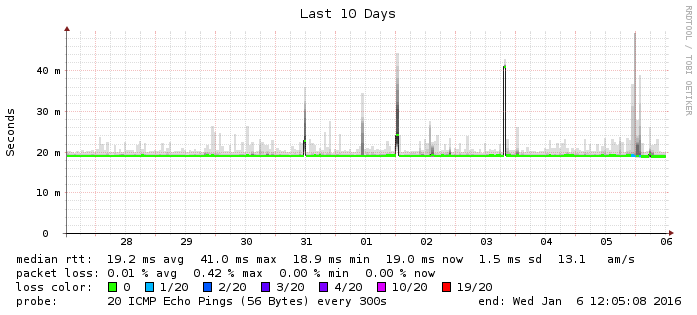 Last 10 Days
RRDTOOL / TOBI OETIKER
Seconds
40 m
30 m
20 m
10 m
0
28 29 30 31 01 02 03 04 05 06
median rtt: 19.2 ms avg 41.0 ms max 18.9 ms min 19.0 ms now 1.5 ms sd 13.1 am/s
packet loss: 0.01 % avg 0.42 % max 0.00 % min 0.00 % now
loss color: 0 1/20 2/20 3/20 4/20 10/20 19/20
probe: 20 ICMP Echo Pings (56 Bytes) every 300s end: Wed Jan 6 12:05:08 2016